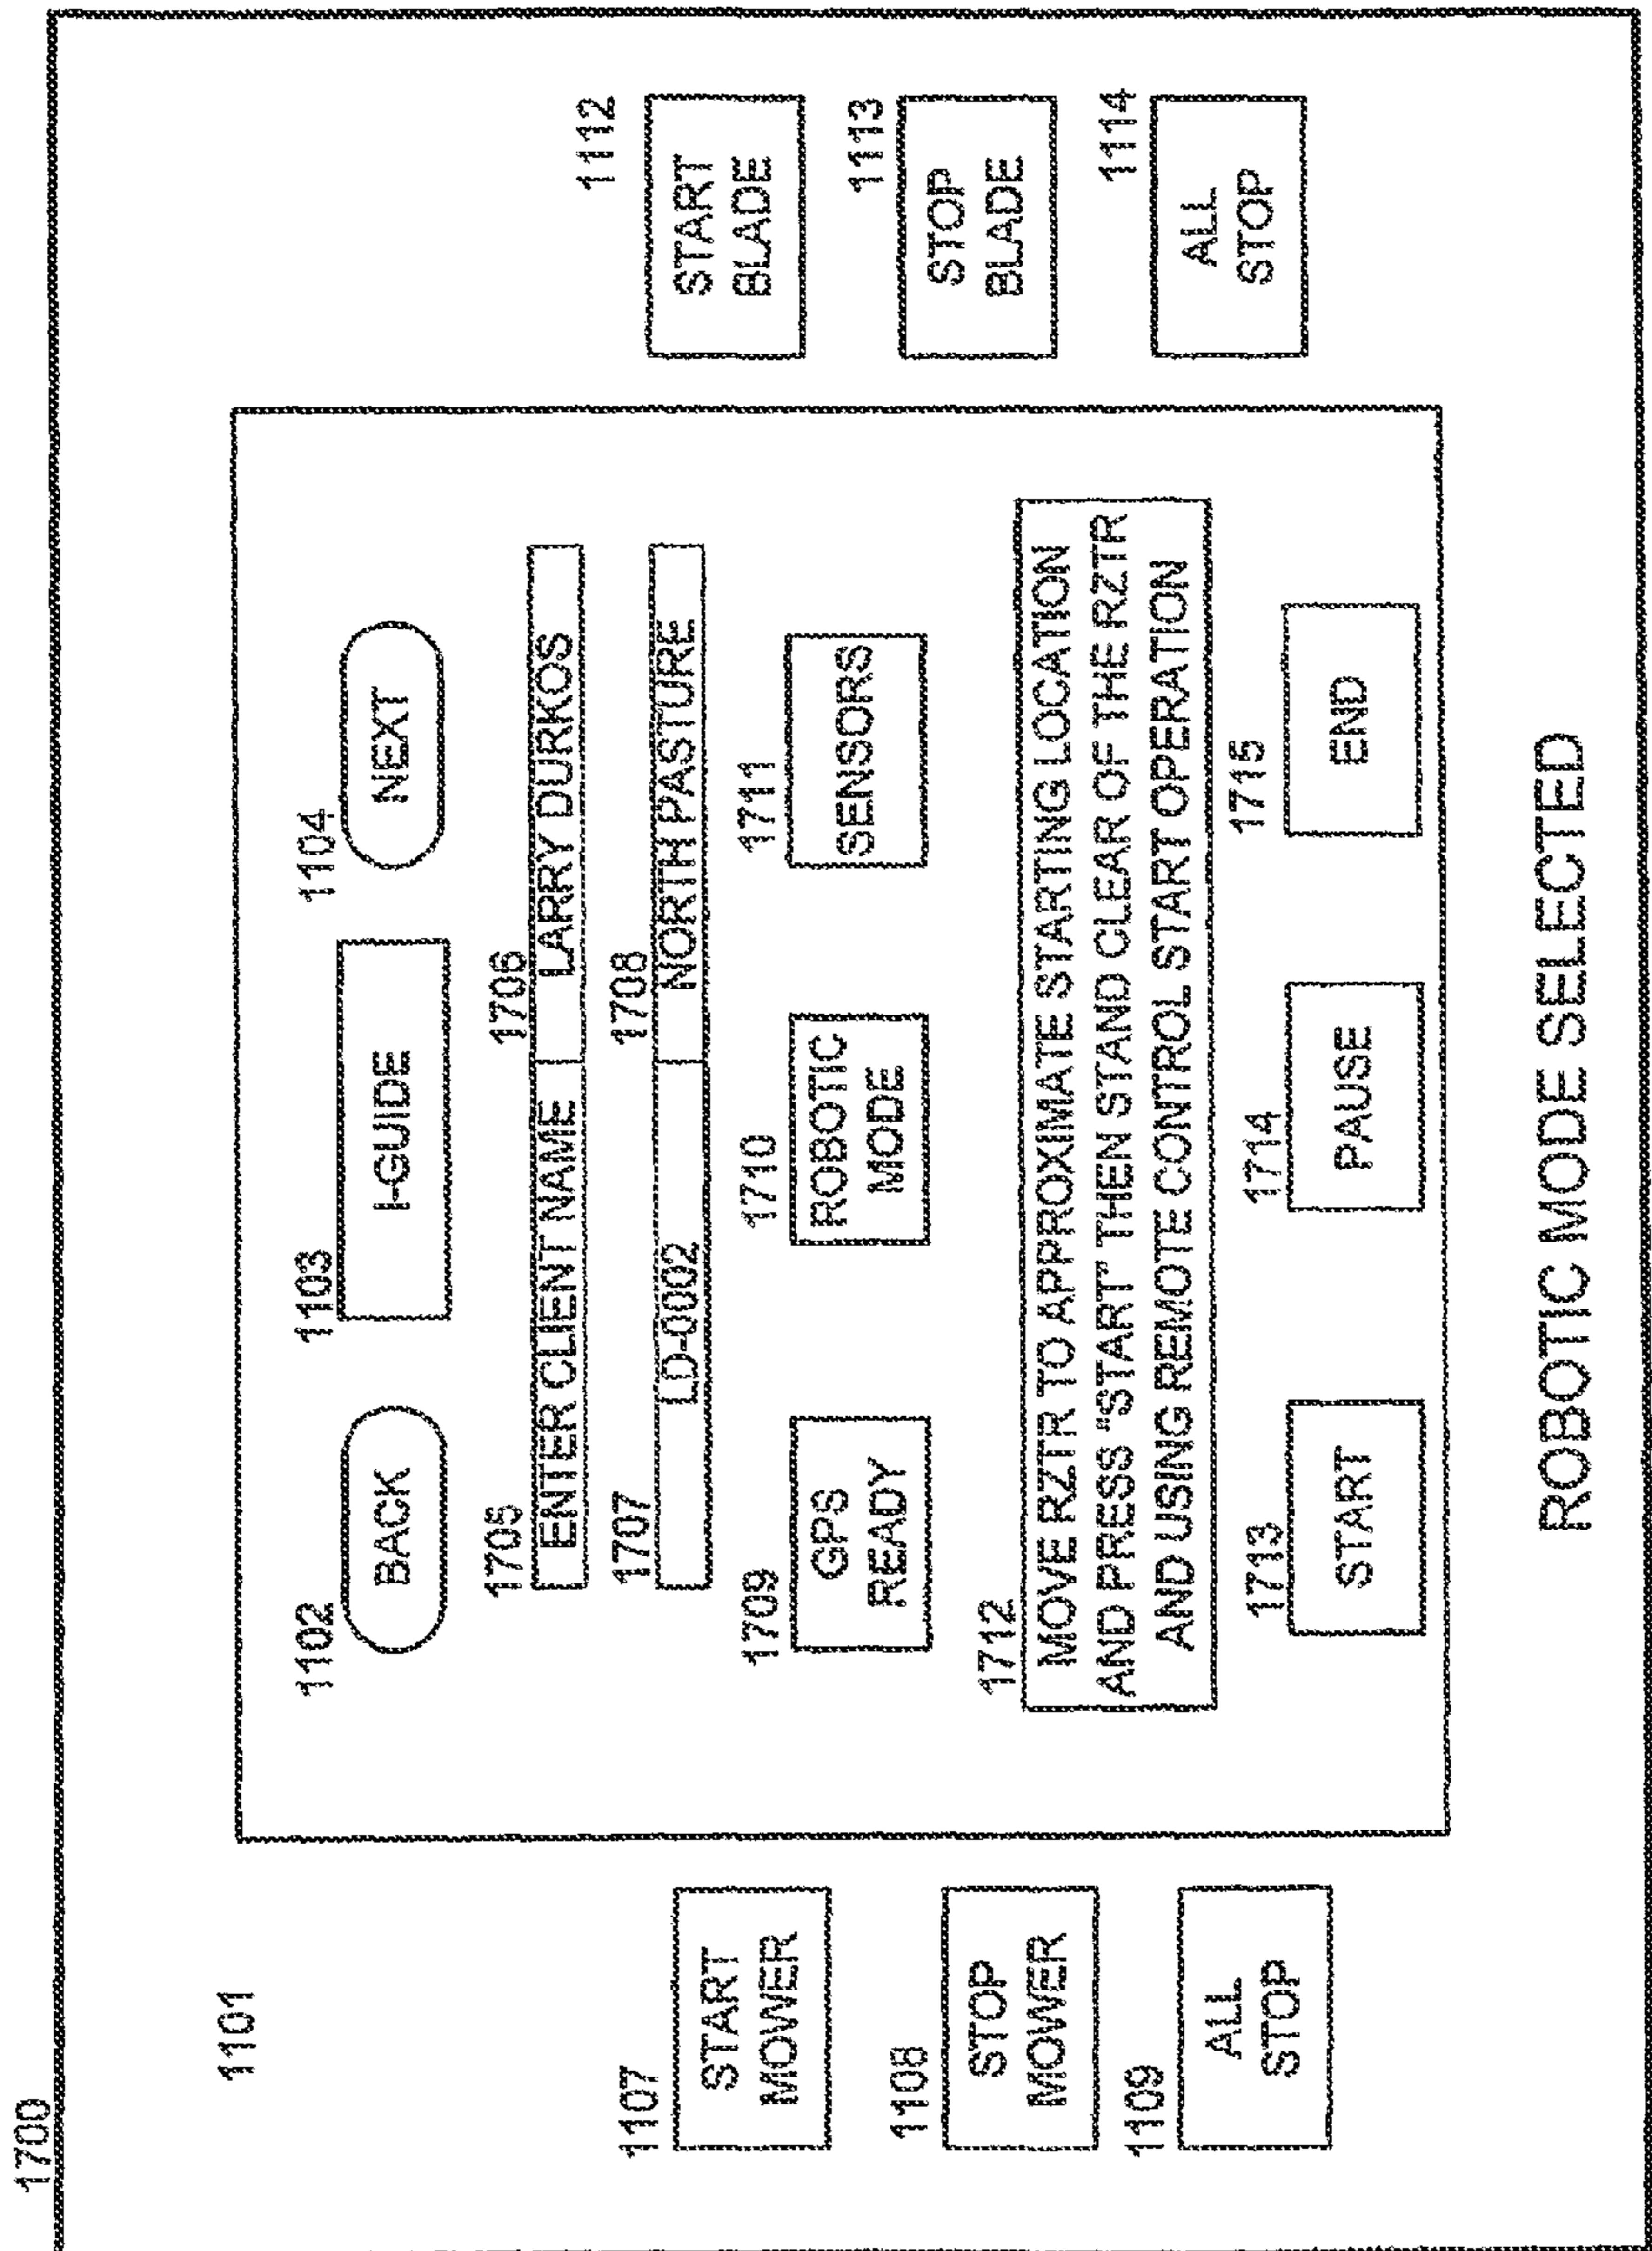 1700
1101
1102
BACK
1103
I-GUIDE
1104
NEXT
1705
ENTER CLIENT NAME
1706
LARRY DURKOS
1707
LD-0002
1708
NORTH PASTURE
1709
GPS
READY
1710
ROBOTIC
MODE
1711
SENSORS
1712
MOVE RZTR TO APPROXIMATE STARTING LOCATION
AND PRESS "START" THEN STAND CLEAR OF THE RZTR
AND USING REMOTE CONTROL START OPERATION
1713
START
1714
PAUSE
1715
END
1107
START
MOWER
1108
STOP
MOWER
1109
ALL
STOP
1112
START
BLADE
1113
STOP
BLADE
1114
ALL
STOP
ROBOTIC MODE SELECTED